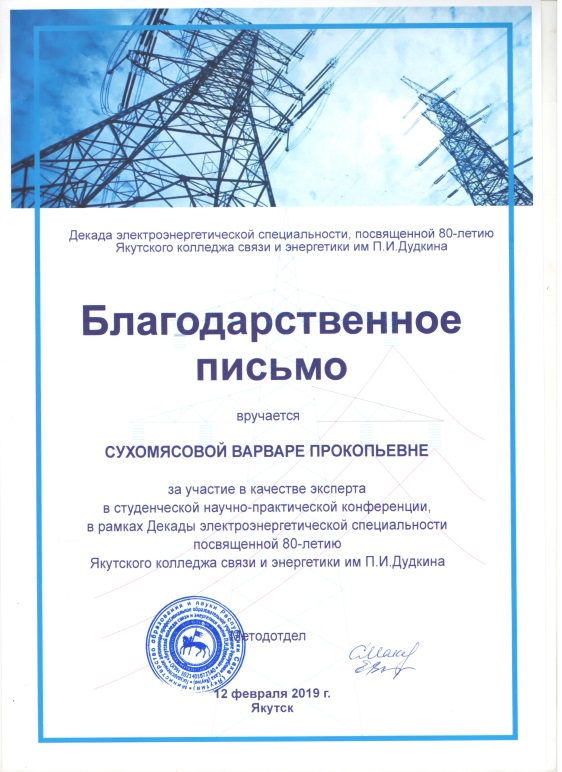 Декада электроэнергетической специальности, посвященной 80-летию
Якутского колледжа связи и энергетики им П.И.Дудкина
Благодарственное
письмо
вручается
СУХОМЯСОВОЙ ВАРВАРЕ ПРОКОПЬЕВНЕ
за участие в качестве эксперта
в студенческой научно-практической конференции,
в рамках Декады электроэнергетической специальности
посвященной 80-летию
Якутского колледжа связи и энергетики им П.И.Дудкина
Методотдел
12 февраля 2019 г.
Якутск